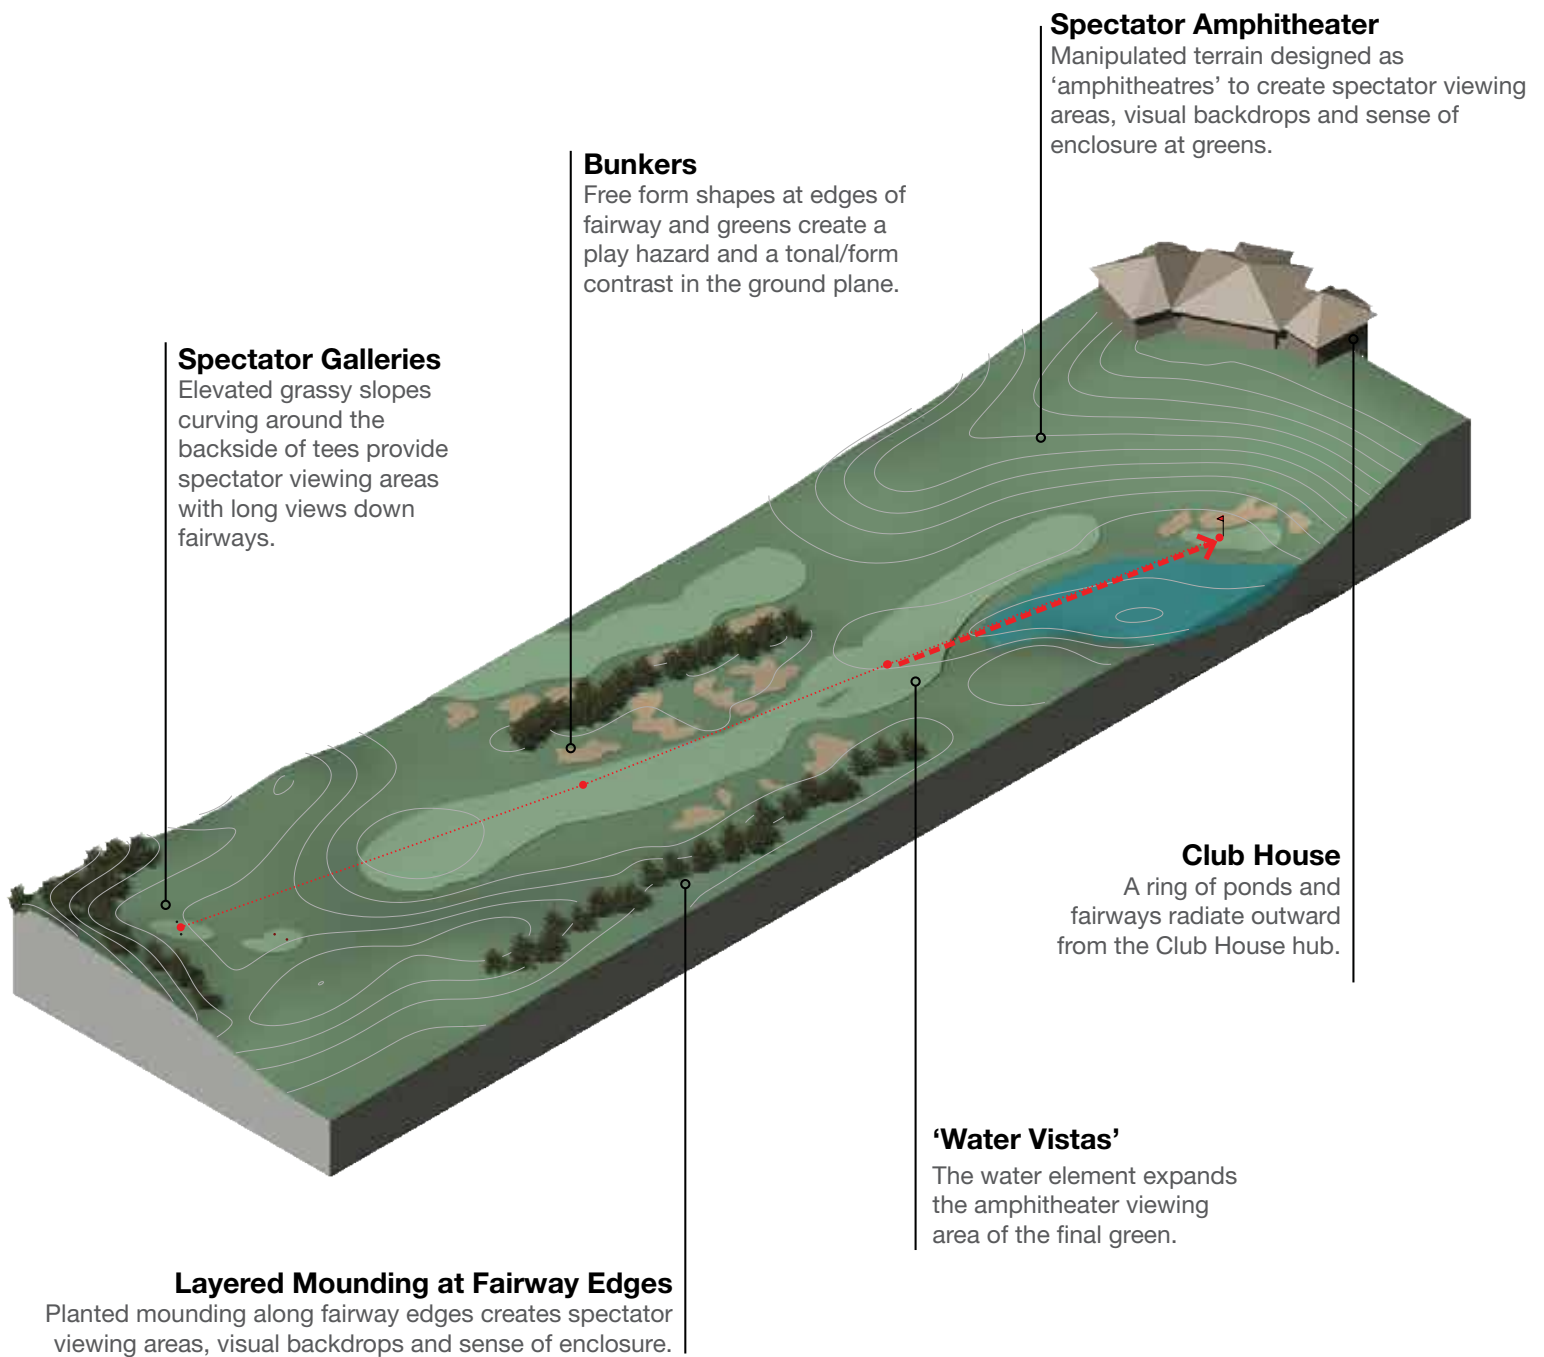 Spectator Amphitheater
Manipulated terrain designed as
‘amphitheatres’ to create spectator viewing
areas, visual backdrops and sense of
enclosure at greens.
Bunkers
Free form shapes at edges of
fairway and greens create a
play hazard and a tonal/form
contrast in the ground plane.
Spectator Galleries
Elevated grassy slopes
curving around the
backside of tees provide
spectator viewing areas
with long views down
fairways.
Club House
A ring of ponds and
fairways radiate outward
from the Club House hub.
‘Water Vistas’
The water element expands
the amphitheater viewing
area of the final green.
Layered Mounding at Fairway Edges
Planted mounding along fairway edges creates spectator
viewing areas, visual backdrops and sense of enclosure.